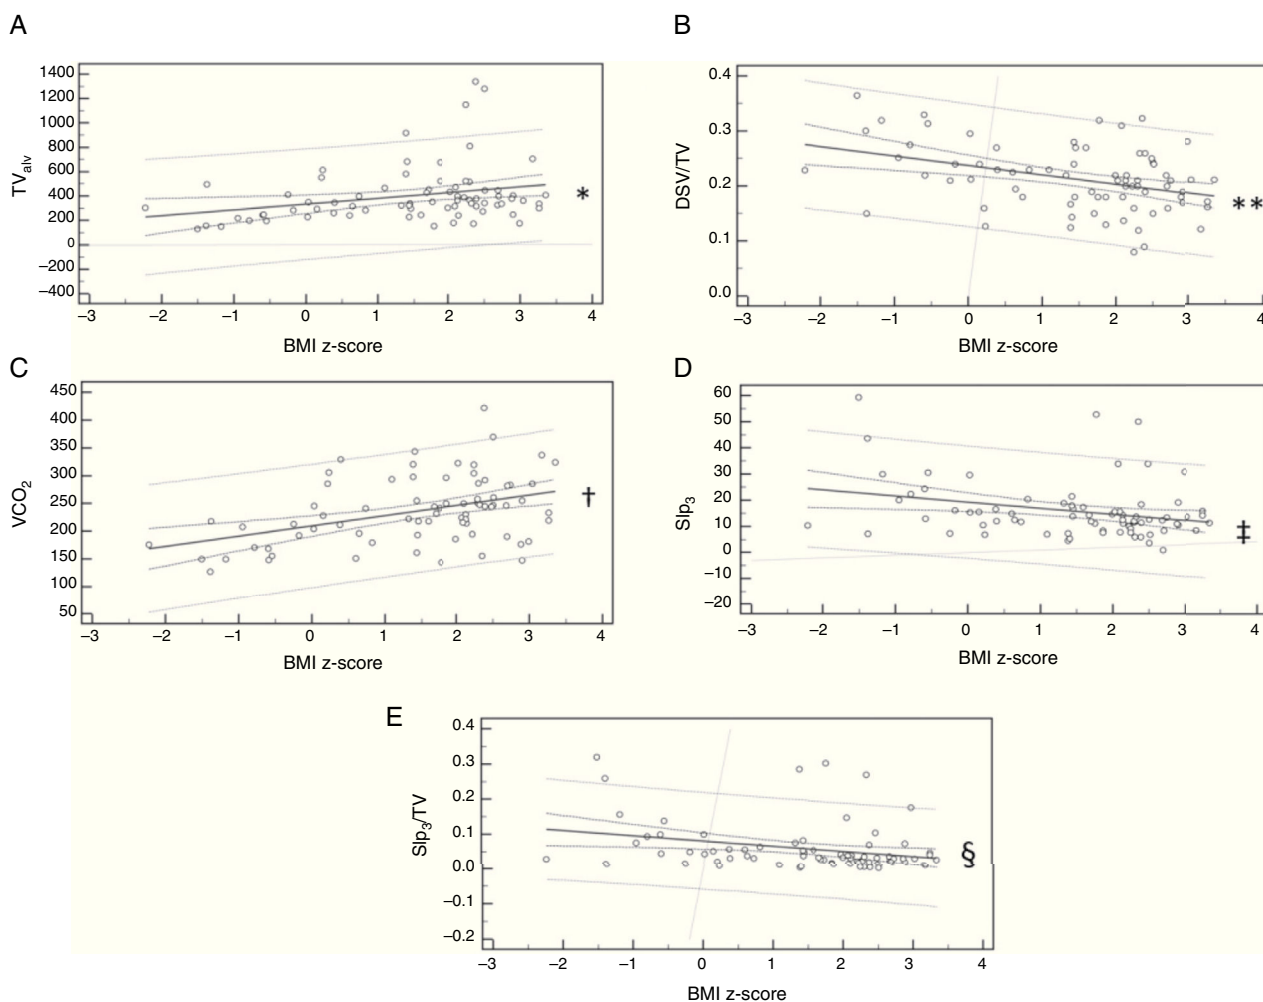 A
1400
1200
1000
800
600
400
200
0
−200
−400
TValv
*
−3 −2 −1 0 1 2 3 4
BMI z-score
B
0.4
0.3
0.2
0.1
0.0
DSV/TV
**
−3 −2 −1 0 1 2 3 4
BMI z-score
C
450
400
350
300
250
200
150
100
50
VCO2
†
−3 −2 −1 0 1 2 3 4
BMI z-score
D
60
50
40
30
20
10
0
−10
−20
Slp3
‡
−3 −2 −1 0 1 2 3 4
BMI z-score
E
0.4
0.3
0.2
0.1
0.0
−0.1
−0.2
Slp3/TV
§
−3 −2 −1 0 1 2 3 4
BMI z-score